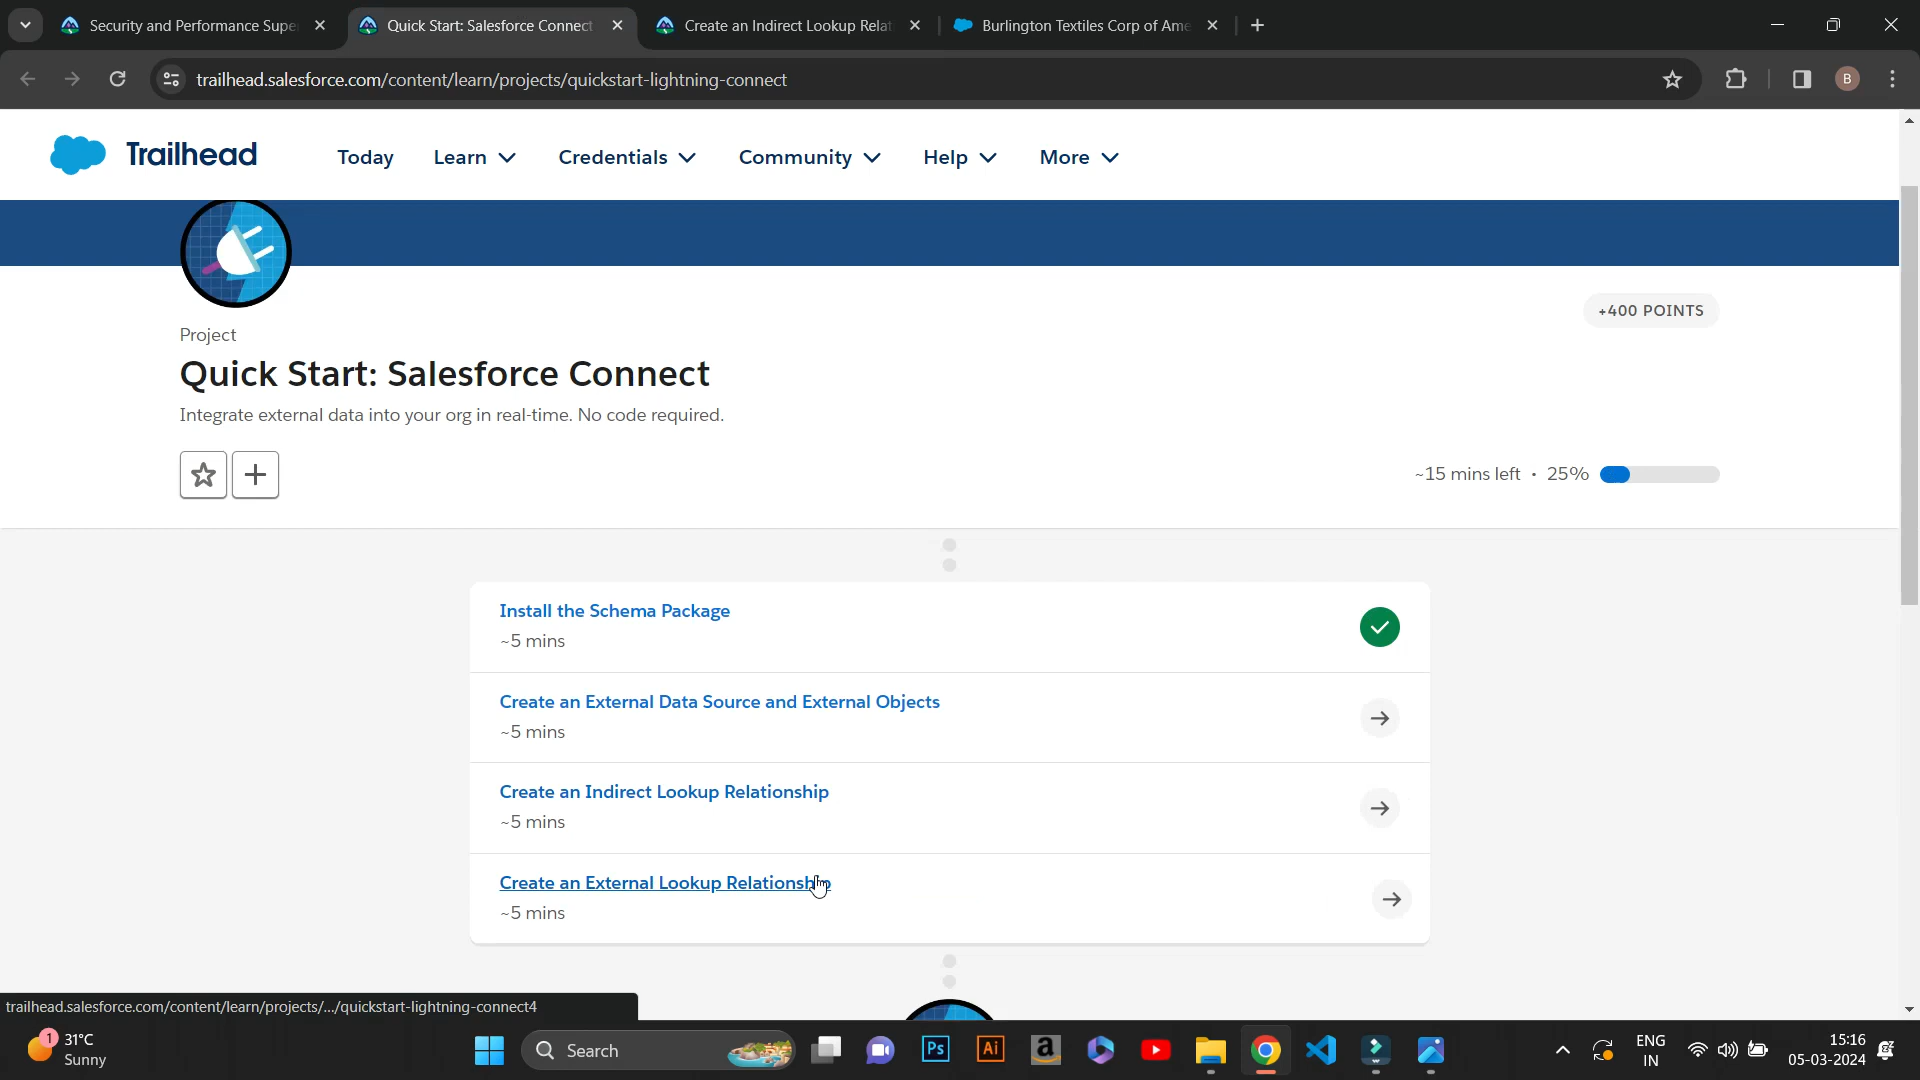 Security and Performance Supe
Quick Start: Salesforce Connect
Create an Indirect Lookup Relat
Burlington Textiles Corp of Ame
trailhead.salesforce.com/content/learn/projects/quickstart-lightning-connect
B
Trailhead
Today
Learn
Credentials
Community
Help
More
Project
+400 POINTS
Quick Start: Salesforce Connect
Integrate external data into your org in real-time. No code required.
~15 mins left · 25%
Install the Schema Package
~5 mins
Create an External Data Source and External Objects
~5 mins
Create an Indirect Lookup Relationship
~5 mins
Create an External Lookup Relationship
~5 mins
trailhead.salesforce.com/content/learn/projects/.../quickstart-lightning-connect4
1
31°C
Sunny
Search
Ps
Ai
a
ENG
IN
15:16
05-03-2024